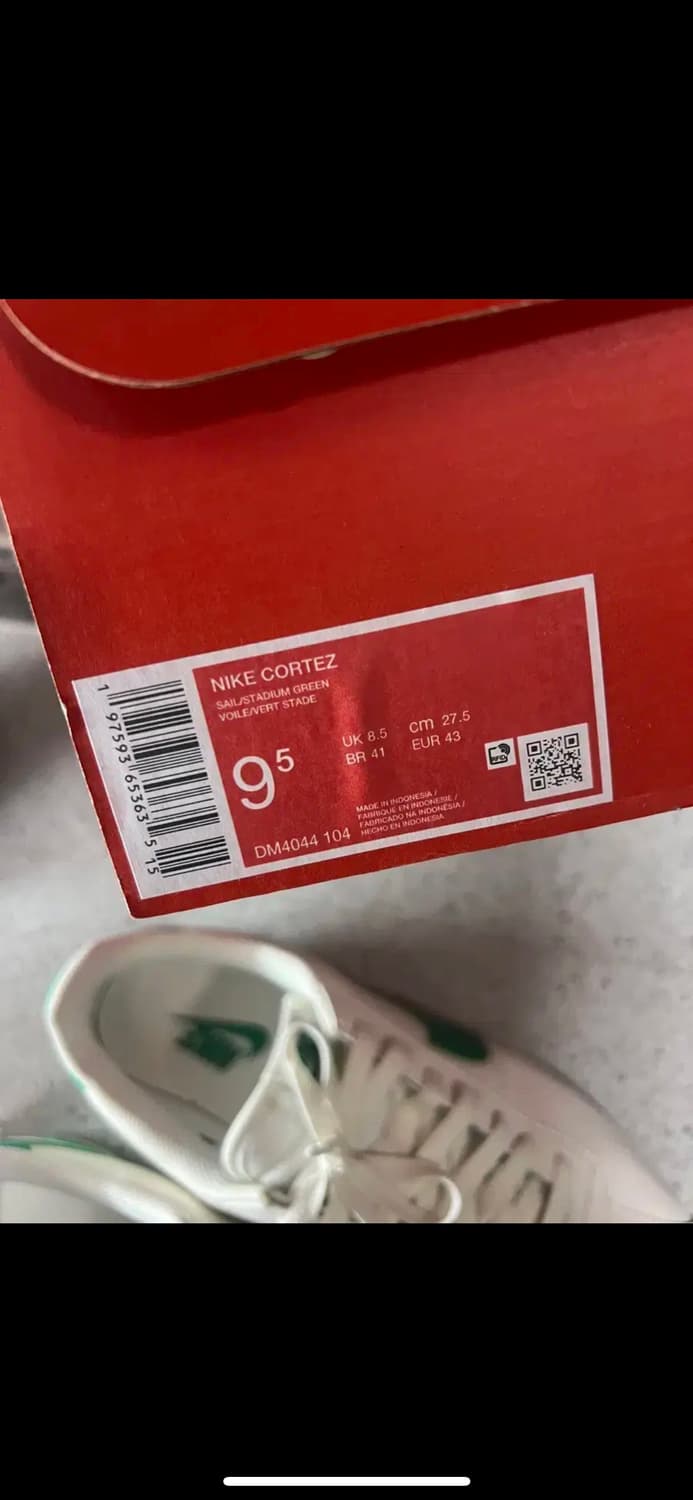 NIKE CORTEZ
SAIL/STADIUM GREEN
VOILE/VERT STADE
9⁵
UK 8.5 cm 27.5
BR 41 EUR 43
MADE IN INDONESIA /
FABRIQUÉ EN INDONÉSIE /
FABRICADO NA INDONÉSIA /
HECHO EN INDONESIA
DM4044 104
1 97593 65363 5 15
RFID